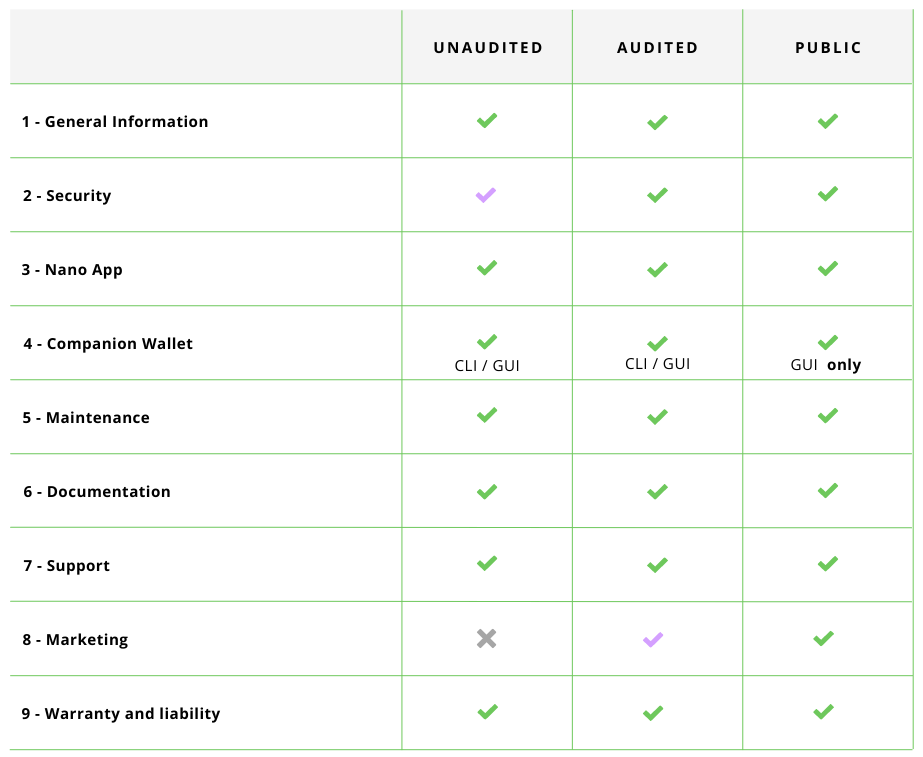 UNAUDITED AUDITED PUBLIC
1 - General Information
2 - Security
3 - Nano App
4 - Companion Wallet
CLI / GUI CLI / GUI GUI only
5 - Maintenance
6 - Documentation
7 - Support
8 - Marketing
9 - Warranty and liability